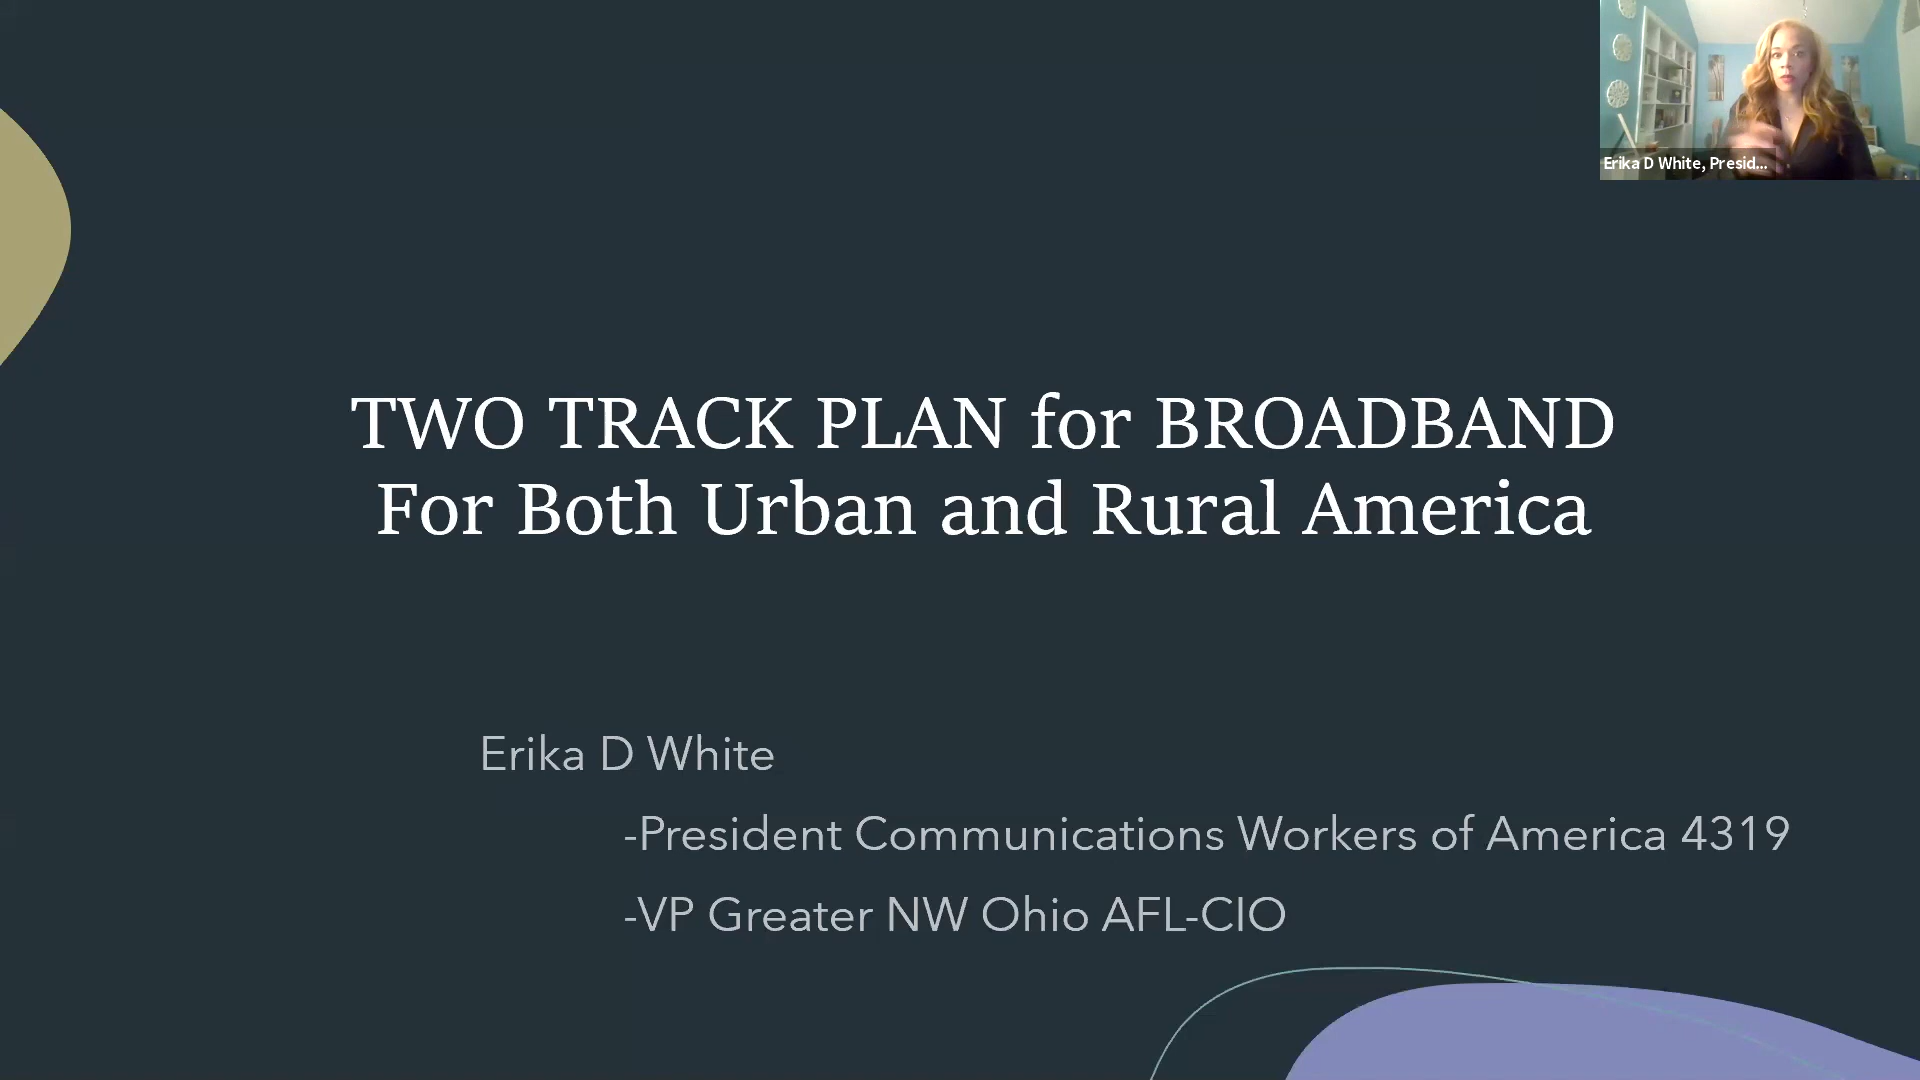 Erika D White, Presid...
TWO TRACK PLAN for BROADBAND
For Both Urban and Rural America
Erika D White
-President Communications Workers of America 4319
-VP Greater NW Ohio AFL-CIO